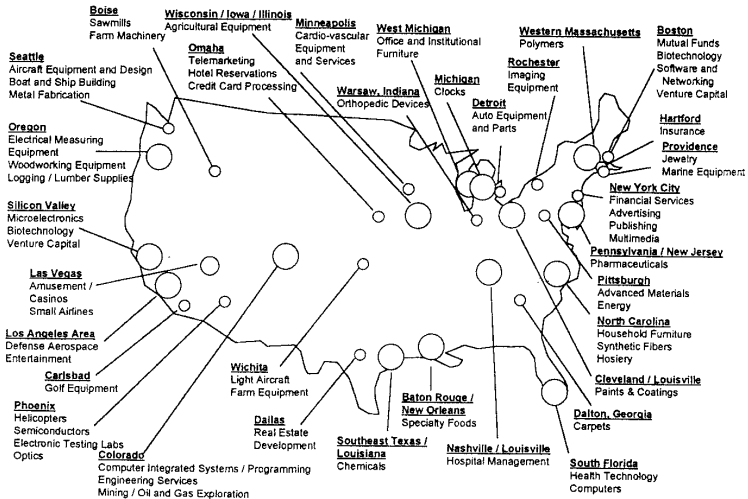 Boise
Sawmills
Farm Machinery
Wisconsin / Iowa / Illinois
Agricultural Equipment
Minneapolis
Cardio-vascular
Equipment
and Services
West Michigan
Office and Institutional
Furniture
Western Massachusetts
Polymers
Boston
Mutual Funds
Biotechnology
Software and
Networking
Venture Capital
Seattle
Aircraft Equipment and Design
Boat and Ship Building
Metal Fabrication
Omaha
Telemarketing
Hotel Reservations
Credit Card Processing
Warsaw, Indiana
Orthopedic Devices
Michigan
Clocks
Detroit
Auto Equipment
and Parts
Rochester
Imaging
Equipment
Hartford
Insurance
Providence
Jewelry
Marine Equipment
Oregon
Electrical Measuring
Equipment
Woodworking Equipment
Logging / Lumber Supplies
New York City
Financial Services
Advertising
Publishing
Multimedia
Silicon Valley
Microelectronics
Biotechnology
Venture Capital
Pennsylvania / New Jersey
Pharmaceuticals
Las Vegas
Amusement /
Casinos
Small Airlines
Pittsburgh
Advanced Materials
Energy
Los Angeles Area
Defense Aerospace
Entertainment
North Carolina
Household Furniture
Synthetic Fibers
Hosiery
Carlsbad
Golf Equipment
Wichita
Light Aircraft
Farm Equipment
Cleveland / Louisville
Paints & Coatings
Phoenix
Helicopters
Semiconductors
Electronic Testing Labs
Optics
Dallas
Real Estate
Development
Baton Rouge /
New Orleans
Specialty Foods
Dalton, Georgia
Carpets
Colorado
Computer Integrated Systems / Programming
Engineering Services
Mining / Oil and Gas Exploration
Southeast Texas /
Louisiana
Chemicals
Nashville / Louisville
Hospital Management
South Florida
Health Technology
Computers